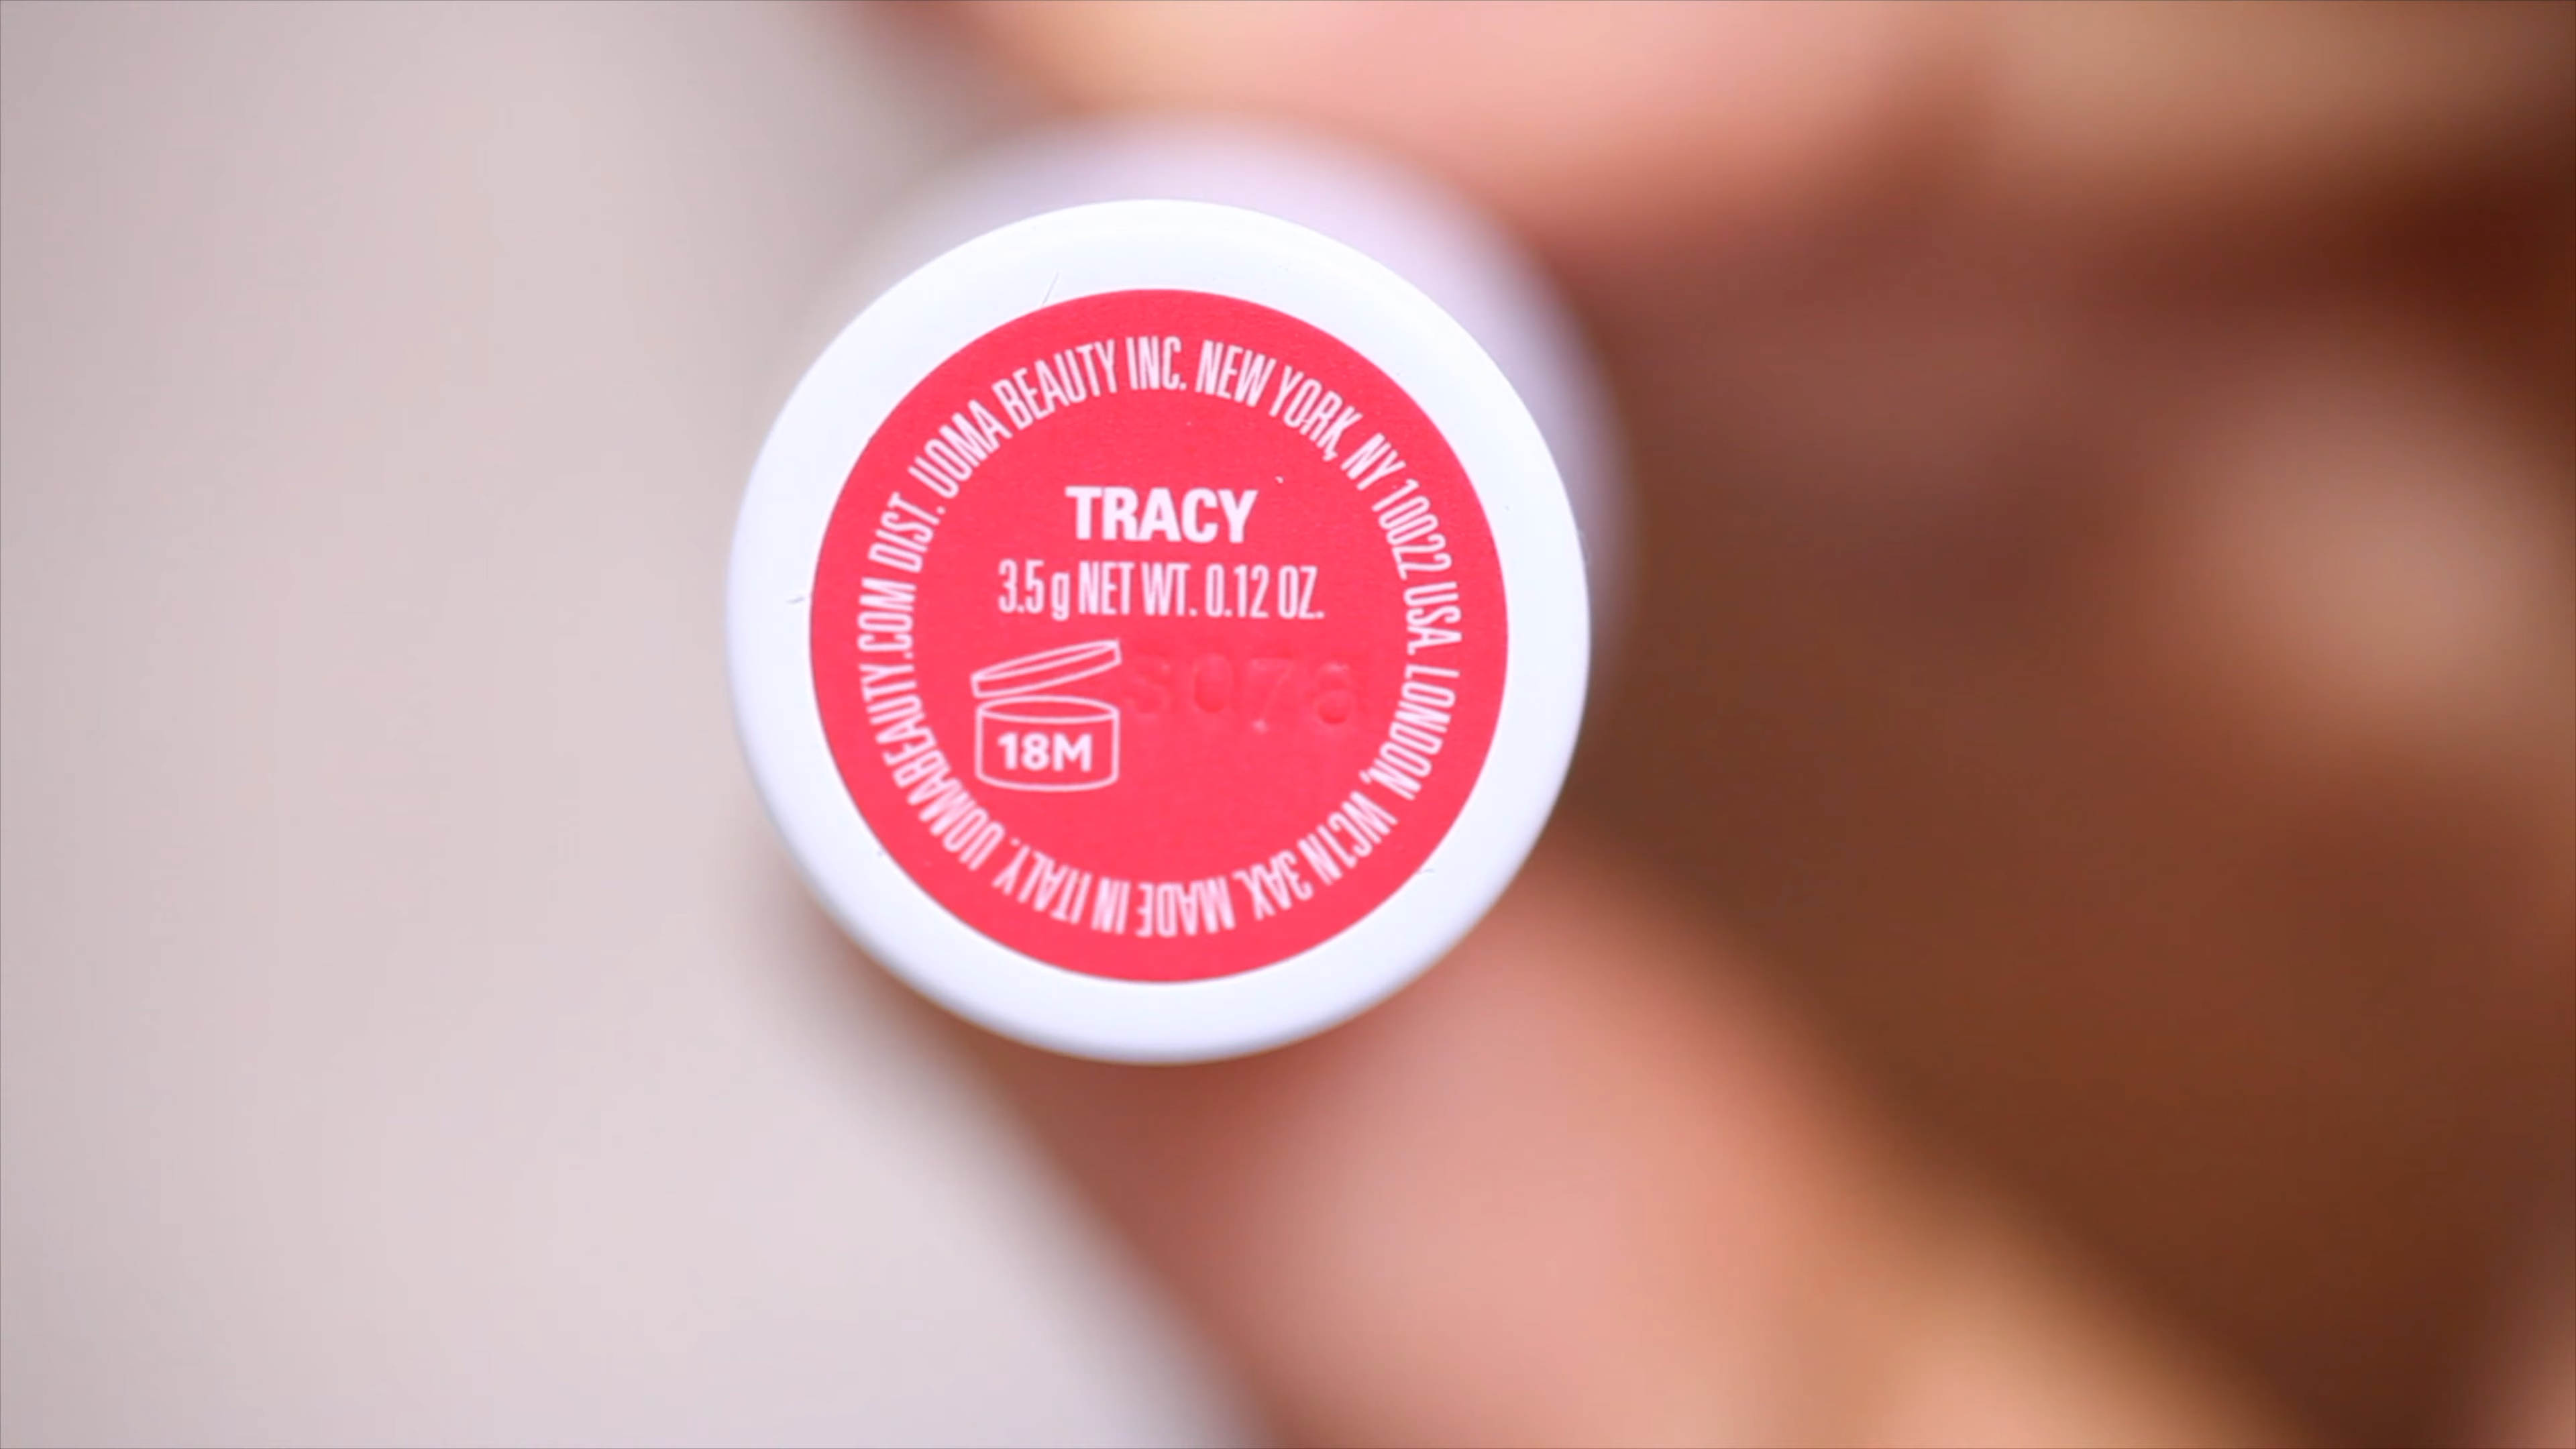 UOMABEAUTY.COM DIST. UOMA BEAUTY INC. NEW YORK, NY 10022 USA. LONDON, WC1N 3AX. MADE IN ITALY.
TRACY
3.5 g NET WT. 0.12 OZ.
18M